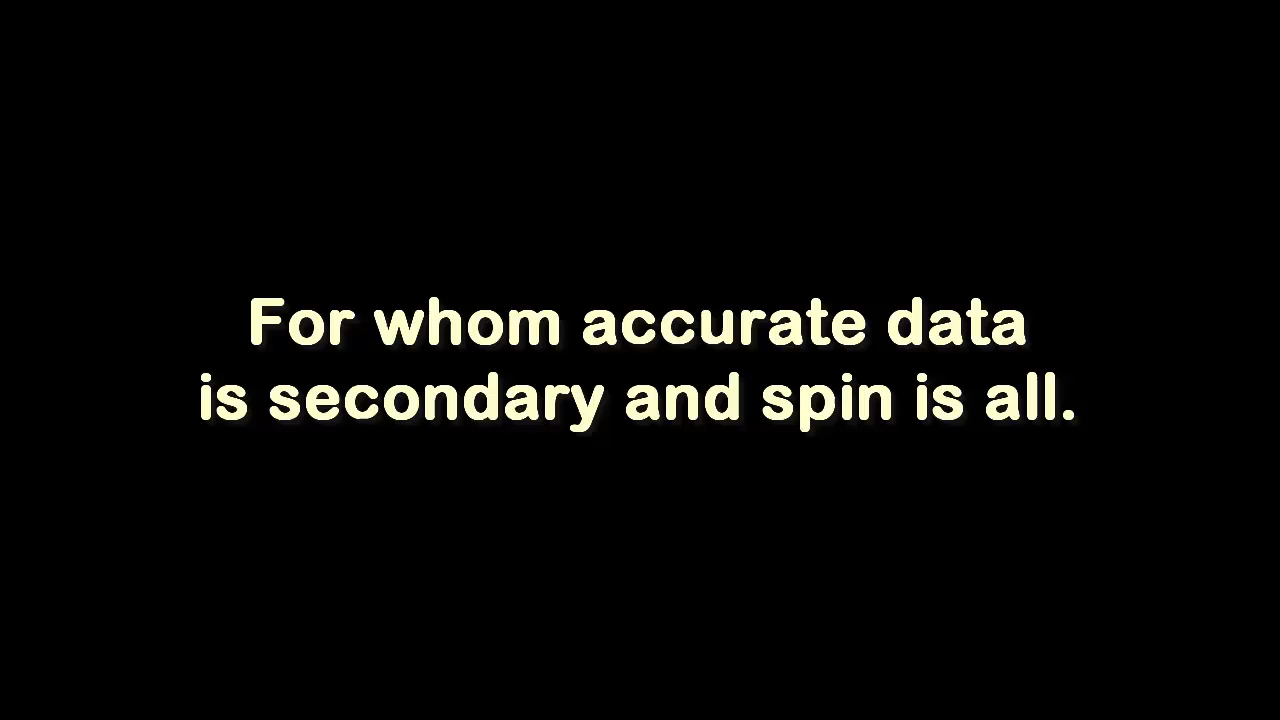 For whom accurate data
is secondary and spin is all.